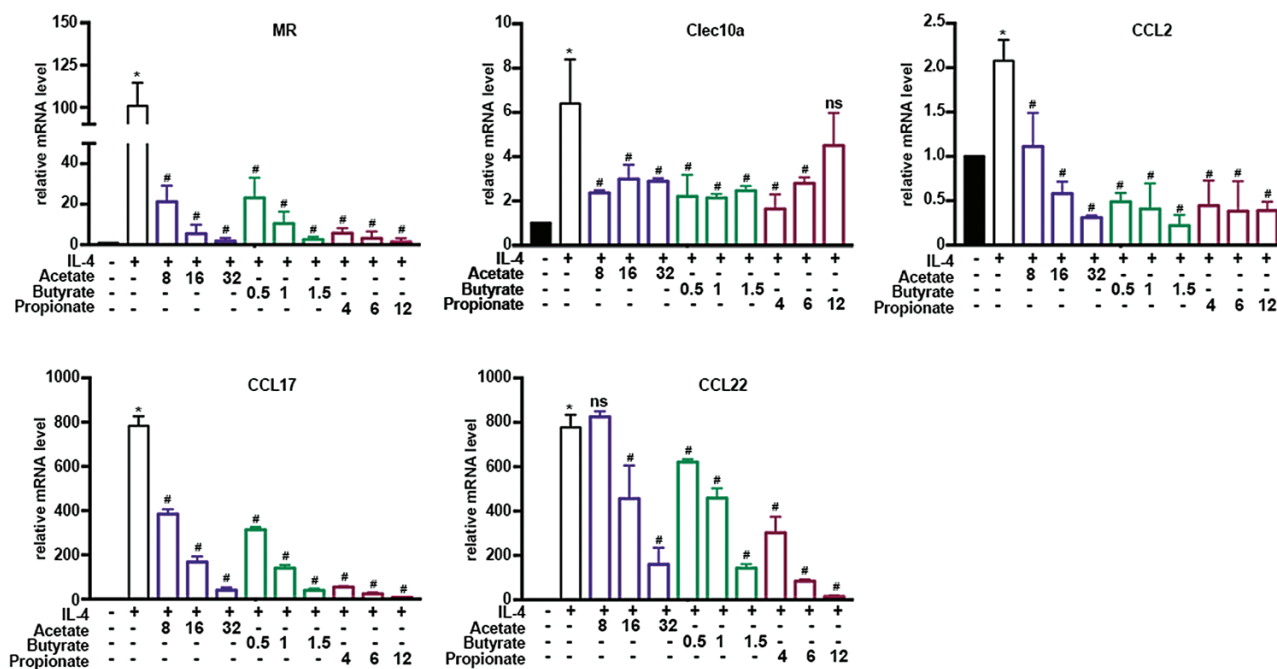 MR
relative mRNA level
150
125
100
40
20
0
* # # # # # # # # #
IL-4 - + + + + + + + + + +
Acetate - - 8 16 32 - - - - - -
Butyrate - - - - - 0.5 1 1.5 - - -
Propionate - - - - - - - - 4 6 12
Clec10a
relative mRNA level
10
8
6
4
2
0
* # # # # # # # # ns
IL-4 - + + + + + + + + + +
Acetate - - 8 16 32 - - - - - -
Butyrate - - - - - 0.5 1 1.5 - - -
Propionate - - - - - - - - 4 6 12
CCL2
relative mRNA level
2.5
2.0
1.5
1.0
0.5
0
* # # # # # # # # #
IL-4 - + + + + + + + + + +
Acetate - - 8 16 32 - - - - - -
Butyrate - - - - - 0.5 1 1.5 - - -
Propionate - - - - - - - - 4 6 12
CCL17
relative mRNA level
1000
800
600
400
200
0
* # # # # # # # # #
IL-4 - + + + + + + + + + +
Acetate - - 8 16 32 - - - - - -
Butyrate - - - - - 0.5 1 1.5 - - -
Propionate - - - - - - - - 4 6 12
CCL22
relative mRNA level
1000
800
600
400
200
0
* ns # # # # # # # #
IL-4 - + + + + + + + + + +
Acetate - - 8 16 32 - - - - - -
Butyrate - - - - - 0.5 1 1.5 - - -
Propionate - - - - - - - - 4 6 12